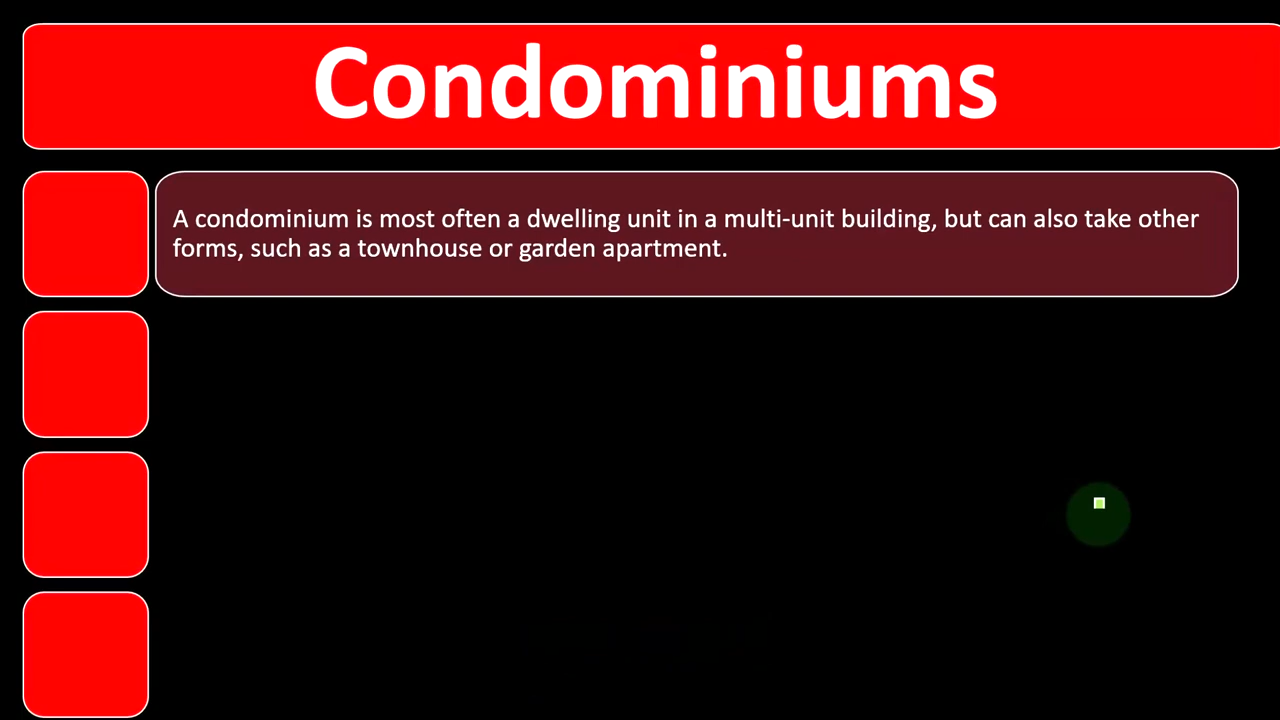 Condominiums
A condominium is most often a dwelling unit in a multi-unit building, but can also take other
forms, such as a townhouse or garden apartment.